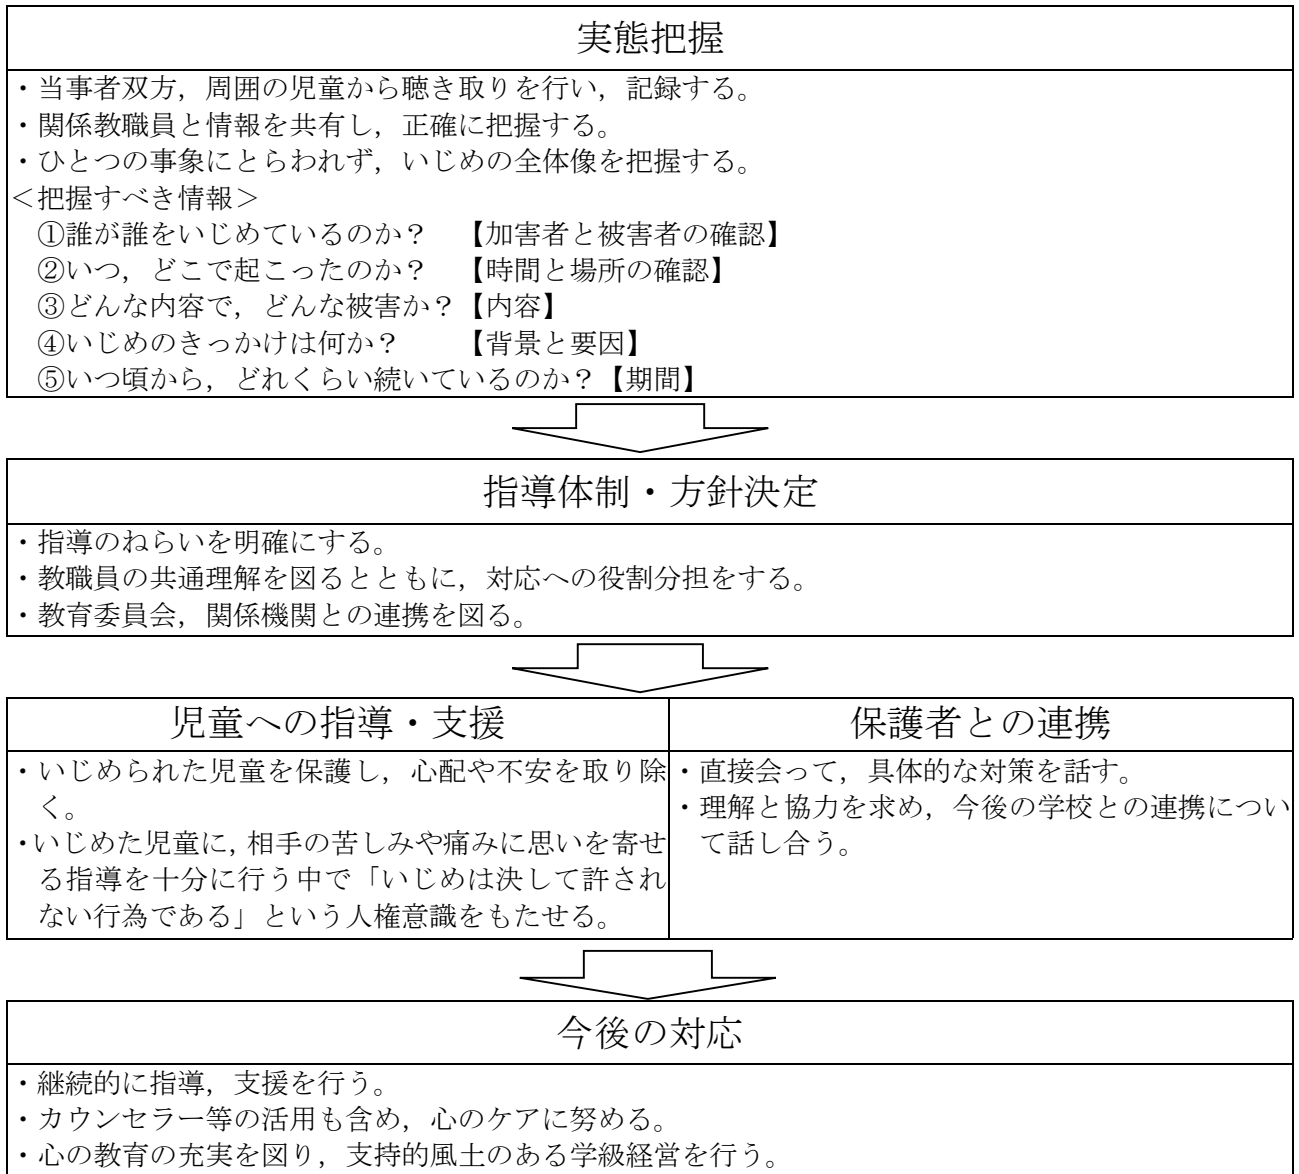 実態把握
・当事者双方，周囲の児童から聴き取りを行い，記録する。
・関係教職員と情報を共有し，正確に把握する。
・ひとつの事象にとらわれず，いじめの全体像を把握する。
＜把握すべき情報＞
①誰が誰をいじめているのか？　【加害者と被害者の確認】
②いつ，どこで起こったのか？　【時間と場所の確認】
③どんな内容で，どんな被害か？【内容】
④いじめのきっかけは何か？　　【背景と要因】
⑤いつ頃から，どれくらい続いているのか？【期間】
指導体制・方針決定
・指導のねらいを明確にする。
・教職員の共通理解を図るとともに，対応への役割分担をする。
・教育委員会，関係機関との連携を図る。
児童への指導・支援
・いじめられた児童を保護し，心配や不安を取り除
く。
・いじめた児童に，相手の苦しみや痛みに思いを寄せ
る指導を十分に行う中で「いじめは決して許され
ない行為である」という人権意識をもたせる。
保護者との連携
・直接会って，具体的な対策を話す。
・理解と協力を求め，今後の学校との連携につい
て話し合う。
今後の対応
・継続的に指導，支援を行う。
・カウンセラー等の活用も含め，心のケアに努める。
・心の教育の充実を図り，支持的風土のある学級経営を行う。